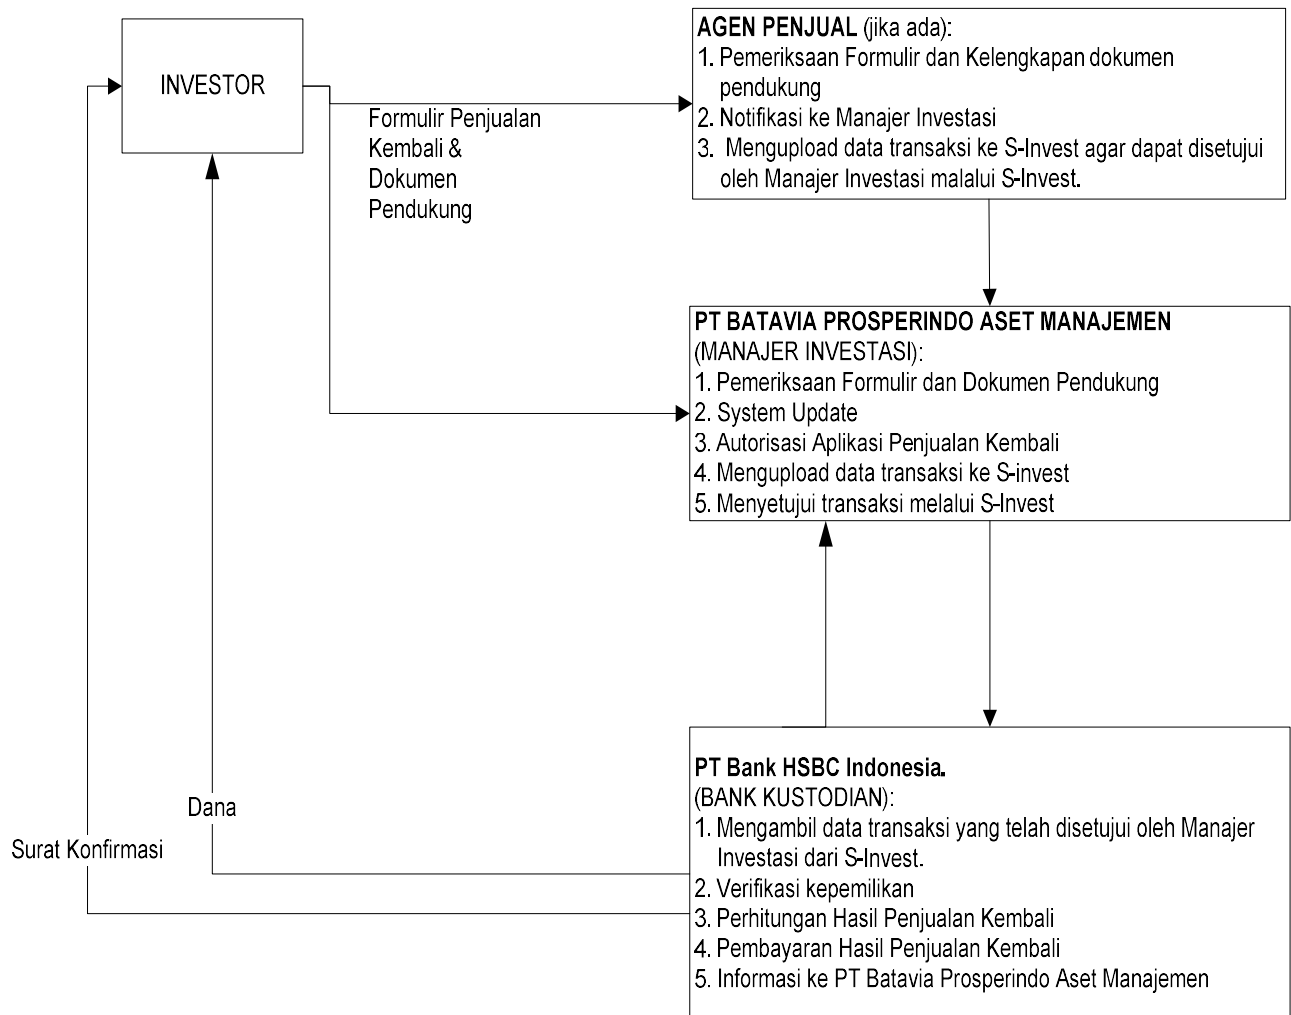 INVESTOR
AGEN PENJUAL (jika ada):
1. Pemeriksaan Formulir dan Kelengkapan dokumen
pendukung
2. Notifikasi ke Manajer Investasi
3. Mengupload data transaksi ke S-Invest agar dapat disetujui
oleh Manajer Investasi malalui S-Invest.
Formulir Penjualan
Kembali &
Dokumen
Pendukung
PT BATAVIA PROSPERINDO ASET MANAJEMEN
(MANAJER INVESTASI):
1. Pemeriksaan Formulir dan Dokumen Pendukung
2. System Update
3. Autorisasi Aplikasi Penjualan Kembali
4. Mengupload data transaksi ke S-invest
5. Menyetujui transaksi melalui S-Invest
PT Bank HSBC Indonesia.
(BANK KUSTODIAN):
1. Mengambil data transaksi yang telah disetujui oleh Manajer
Investasi dari S-Invest.
2. Verifikasi kepemilikan
3. Perhitungan Hasil Penjualan Kembali
4. Pembayaran Hasil Penjualan Kembali
5. Informasi ke PT Batavia Prosperindo Aset Manajemen
Dana
Surat Konfirmasi